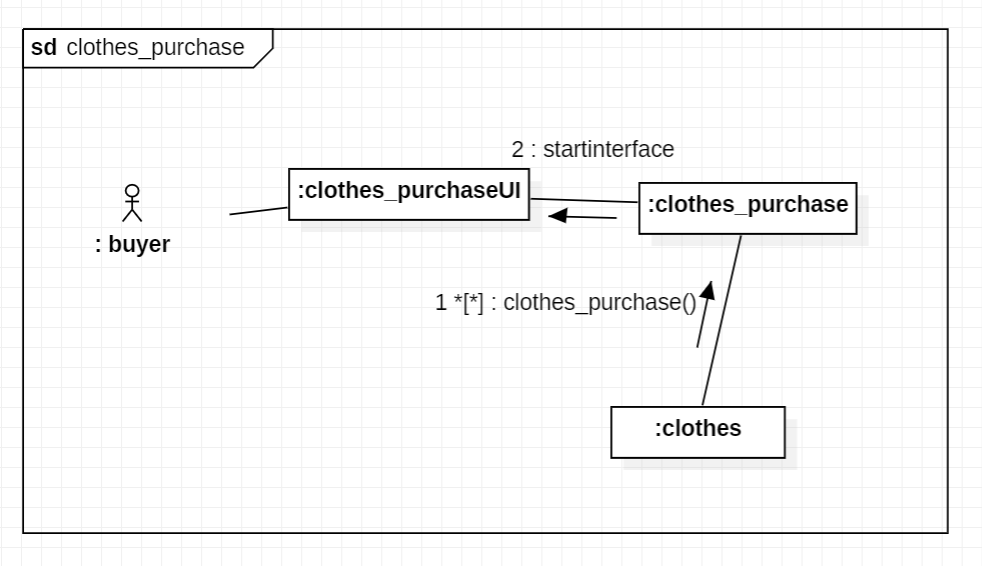 sd clothes_purchase
2 : startinterface
:clothes_purchaseUI
:clothes_purchase
: buyer
1 *[*] : clothes_purchase()
:clothes